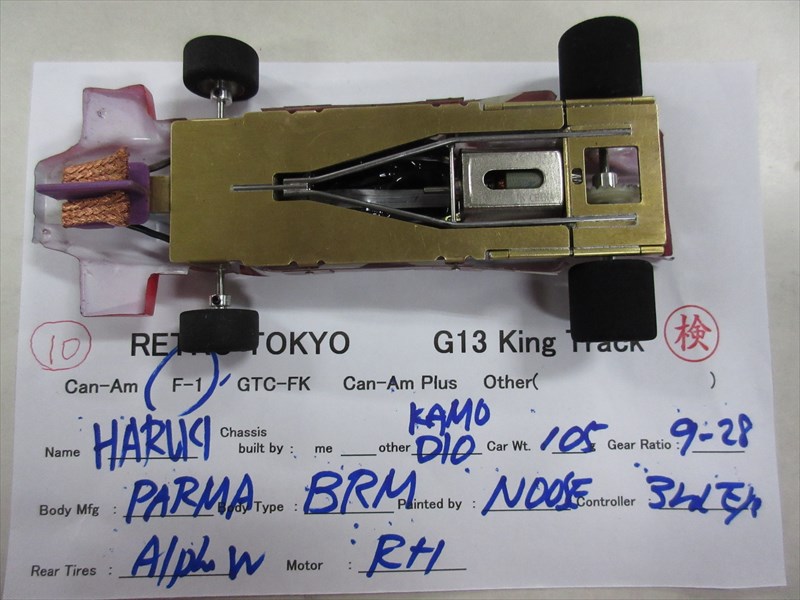 10 RETRO TOKYO G13 King Track 検
Can-Am F-1 GTC-FK Can-Am Plus Other( )
Name HARUKI Chassis built by : me other KAMO DIO Car Wt. 105 g Gear Ratio : 9-28
Body Mfg : PARMA Body Type : BRM Painted by : NOOSE Controller :
Rear Tires : Alpha W Motor : RH